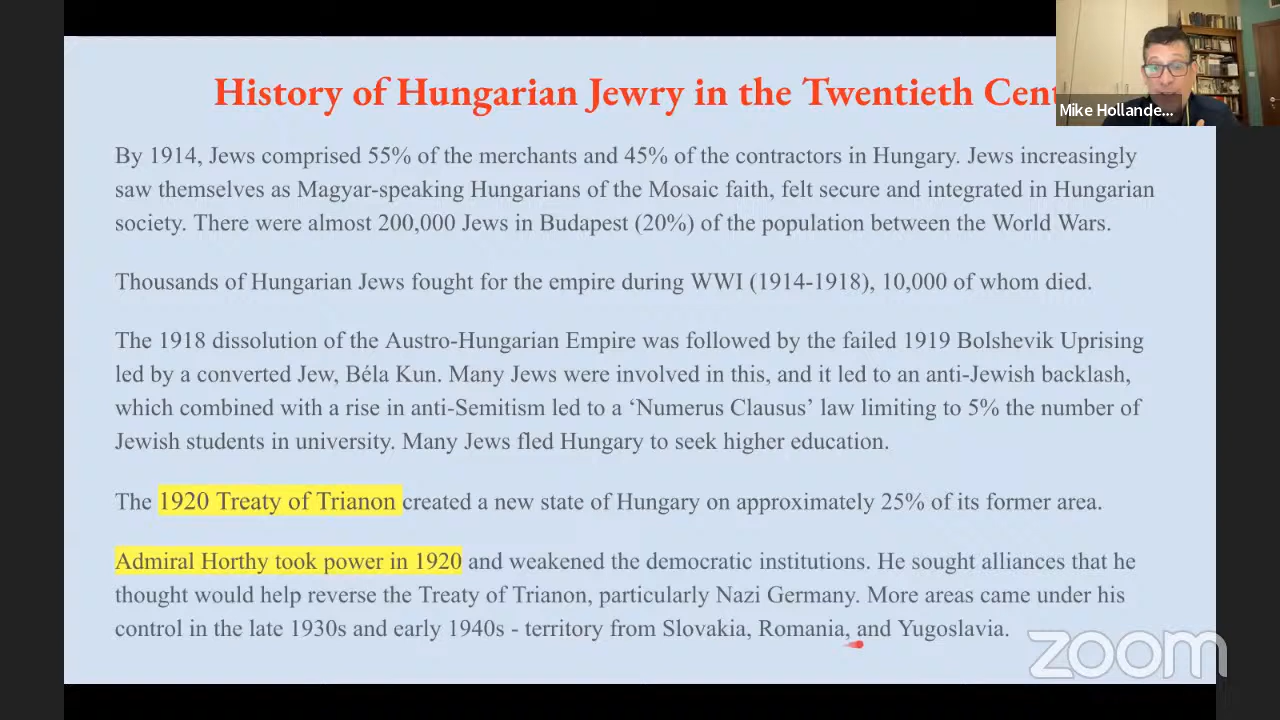 History of Hungarian Jewry in the Twentieth Cent
Mike Hollande...
By 1914, Jews comprised 55% of the merchants and 45% of the contractors in Hungary. Jews increasingly
saw themselves as Magyar-speaking Hungarians of the Mosaic faith, felt secure and integrated in Hungarian
society. There were almost 200,000 Jews in Budapest (20%) of the population between the World Wars.
Thousands of Hungarian Jews fought for the empire during WWI (1914-1918), 10,000 of whom died.
The 1918 dissolution of the Austro-Hungarian Empire was followed by the failed 1919 Bolshevik Uprising
led by a converted Jew, Béla Kun. Many Jews were involved in this, and it led to an anti-Jewish backlash,
which combined with a rise in anti-Semitism led to a ‘Numerus Clausus’ law limiting to 5% the number of
Jewish students in university. Many Jews fled Hungary to seek higher education.
The 1920 Treaty of Trianon created a new state of Hungary on approximately 25% of its former area.
Admiral Horthy took power in 1920 and weakened the democratic institutions. He sought alliances that he
thought would help reverse the Treaty of Trianon, particularly Nazi Germany. More areas came under his
control in the late 1930s and early 1940s - territory from Slovakia, Romania, and Yugoslavia.
zoom